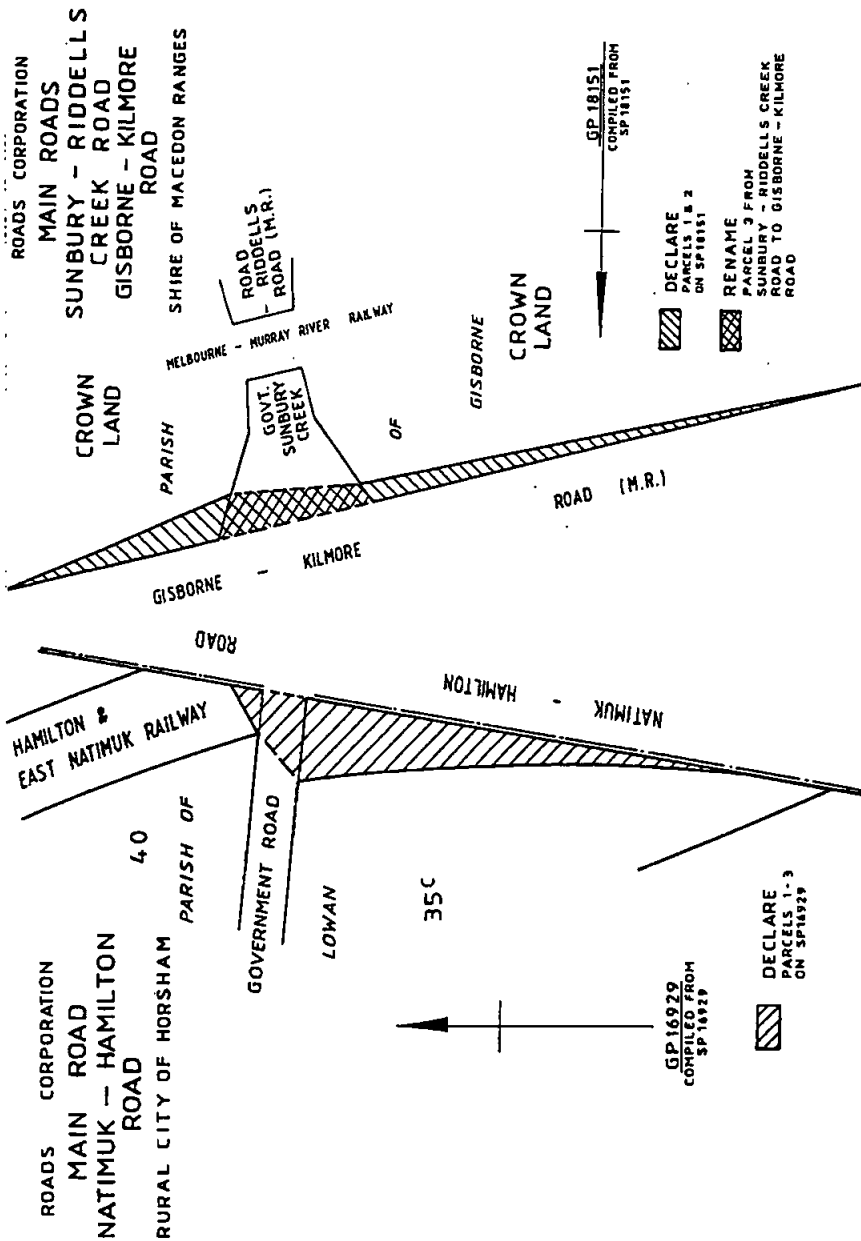 ROADS CORPORATION
MAIN ROADS
SUNBURY - RIDDELLS
CREEK ROAD
GISBORNE - KILMORE
ROAD
SHIRE OF MACEDON RANGES
CROWN
LAND
PARISH
OF
GISBORNE
CROWN
LAND
ROAD
- RIDDELLS
ROAD (M.R.)
MELBOURNE - MURRAY RIVER RAILWAY
GOVT.
SUNBURY
CREEK
GISBORNE - KILMORE
ROAD (M.R.)
GP 18151
COMPILED FROM
SP 18151
DECLARE
PARCELS 1 & 2
ON SP18151
RENAME
PARCEL 3 FROM
SUNBURY - RIDDELLS CREEK
ROAD TO GISBORNE - KILMORE
ROAD
ROADS CORPORATION
MAIN ROAD
NATIMUK - HAMILTON
ROAD
RURAL CITY OF HORSHAM
HAMILTON &
EAST NATIMUK RAILWAY
40
PARISH OF
GOVERNMENT ROAD
LOWAN
35C
NATIMUK - HAMILTON
ROAD
GP 16929
COMPILED FROM
SP 16929
DECLARE
PARCELS 1-3
ON SP16929